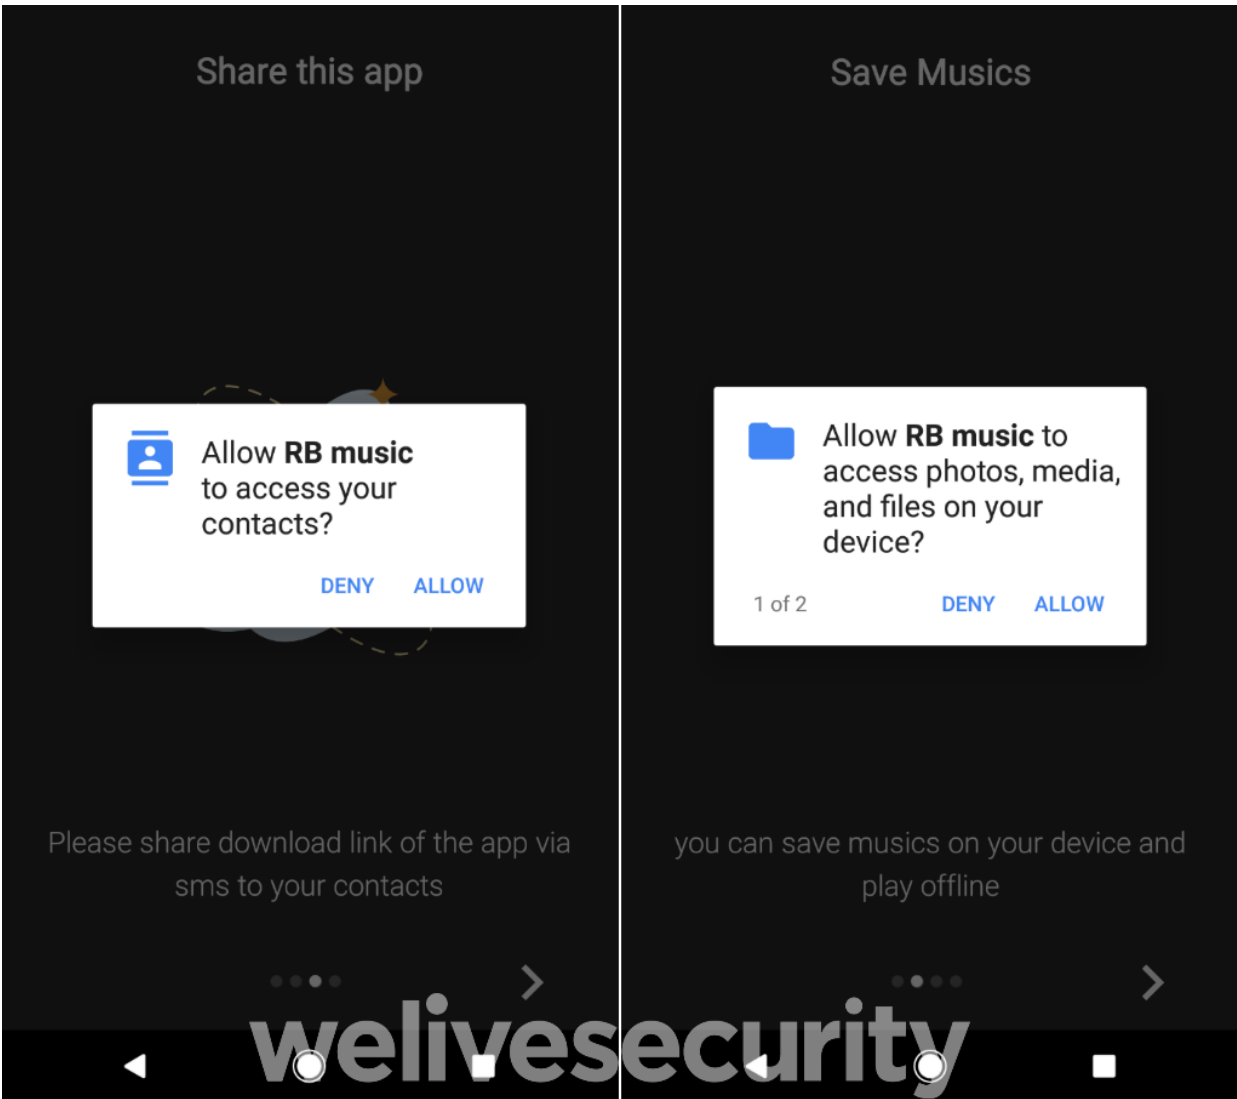 Share this app
Allow RB music
to access your
contacts?
DENY ALLOW
Please share download link of the app via
sms to your contacts
Save Musics
Allow RB music to
access photos, media,
and files on your
device?
1 of 2 DENY ALLOW
you can save musics on your device and
play offline
welivesecurity